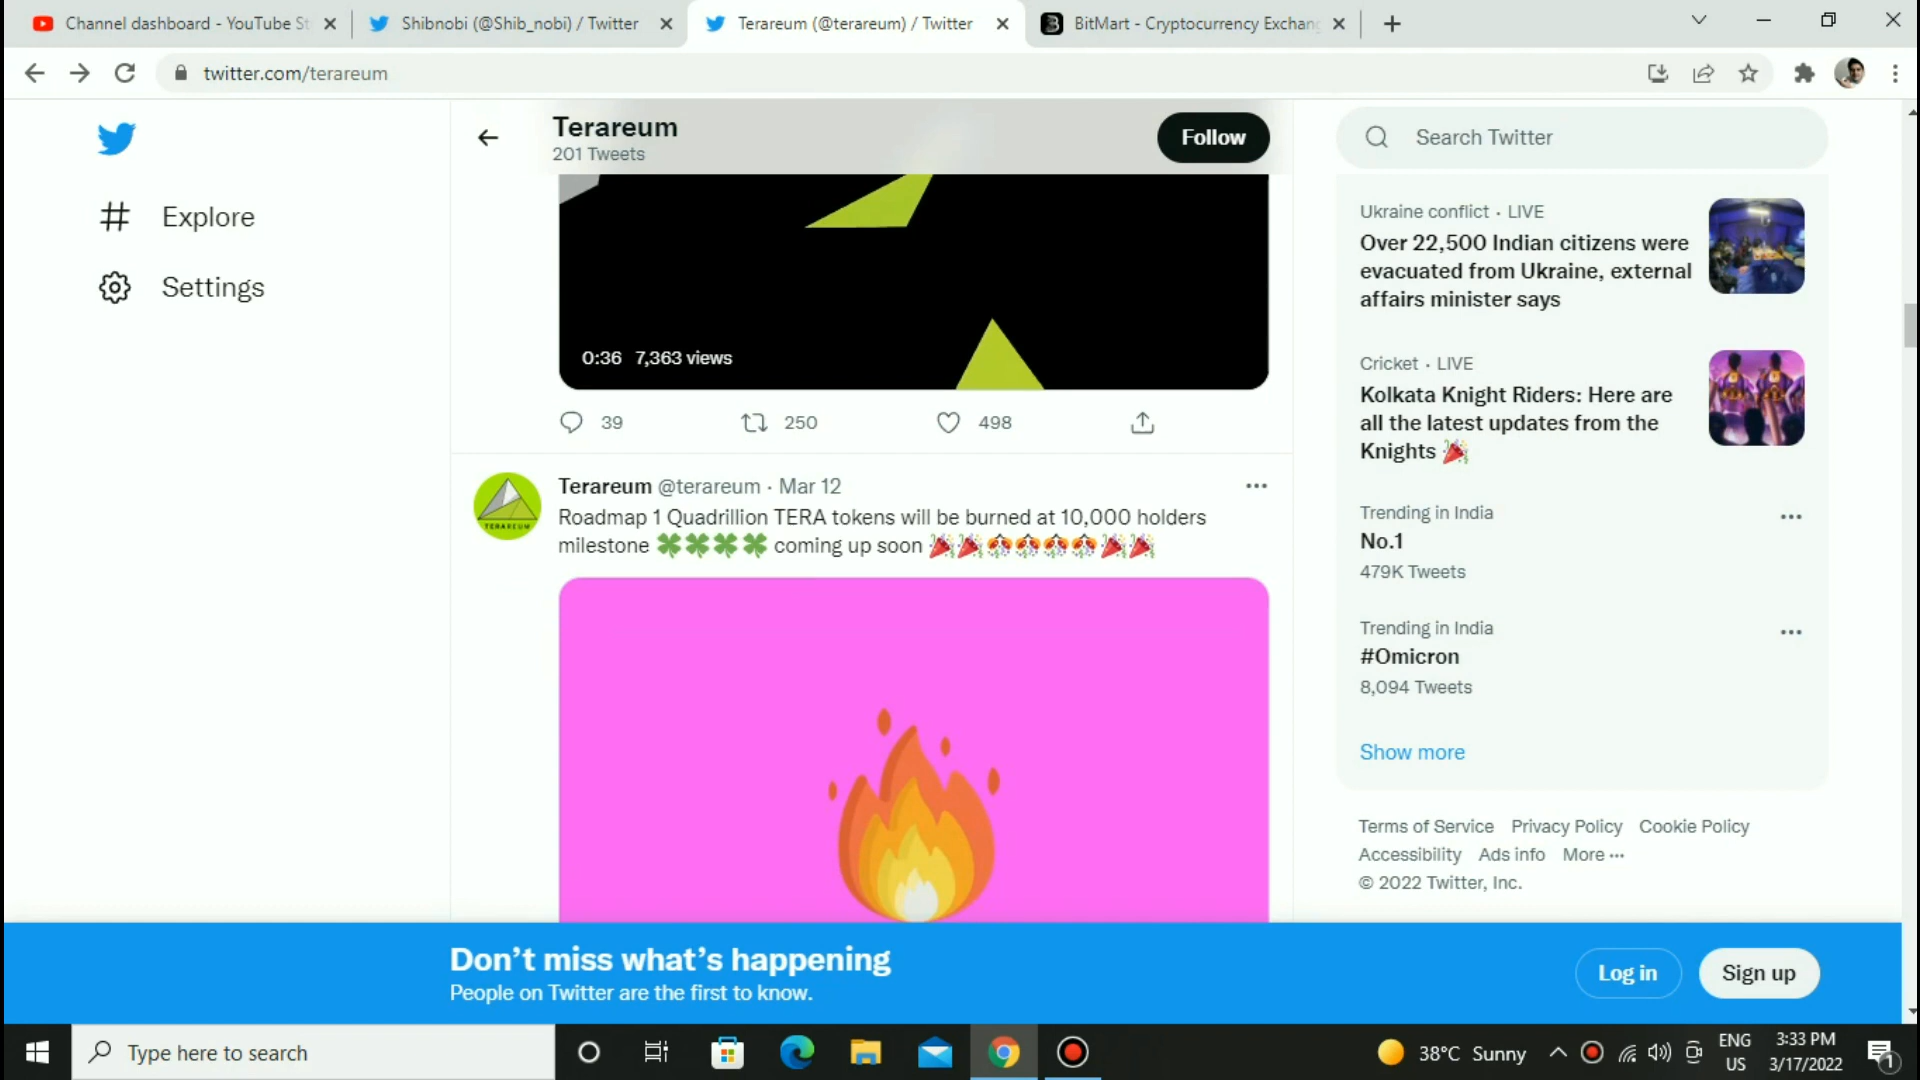 Channel dashboard - YouTube St
Shibnobi (@Shib_nobi) / Twitter
Terareum (@terareum) / Twitter
BitMart - Cryptocurrency Exchang
twitter.com/terareum
Explore
Settings
Terareum
201 Tweets
Follow
0:36 7,363 views
39 250 498
Terareum @terareum · Mar 12
Roadmap 1 Quadrillion TERA tokens will be burned at 10,000 holders
milestone 🍀🍀🍀🍀 coming up soon 🎉🎉🎊🎊🎊🎊🎉🎉
TERAREUM
Search Twitter
Ukraine conflict · LIVE
Over 22,500 Indian citizens were
evacuated from Ukraine, external
affairs minister says
Cricket · LIVE
Kolkata Knight Riders: Here are
all the latest updates from the
Knights 🎉
Trending in India
No.1
479K Tweets
Trending in India
#Omicron
8,094 Tweets
Show more
Terms of Service Privacy Policy Cookie Policy
Accessibility Ads info More ···
© 2022 Twitter, Inc.
Don't miss what's happening
People on Twitter are the first to know.
Log in
Sign up
Type here to search
38°C Sunny
ENG
US
3:33 PM
3/17/2022
1